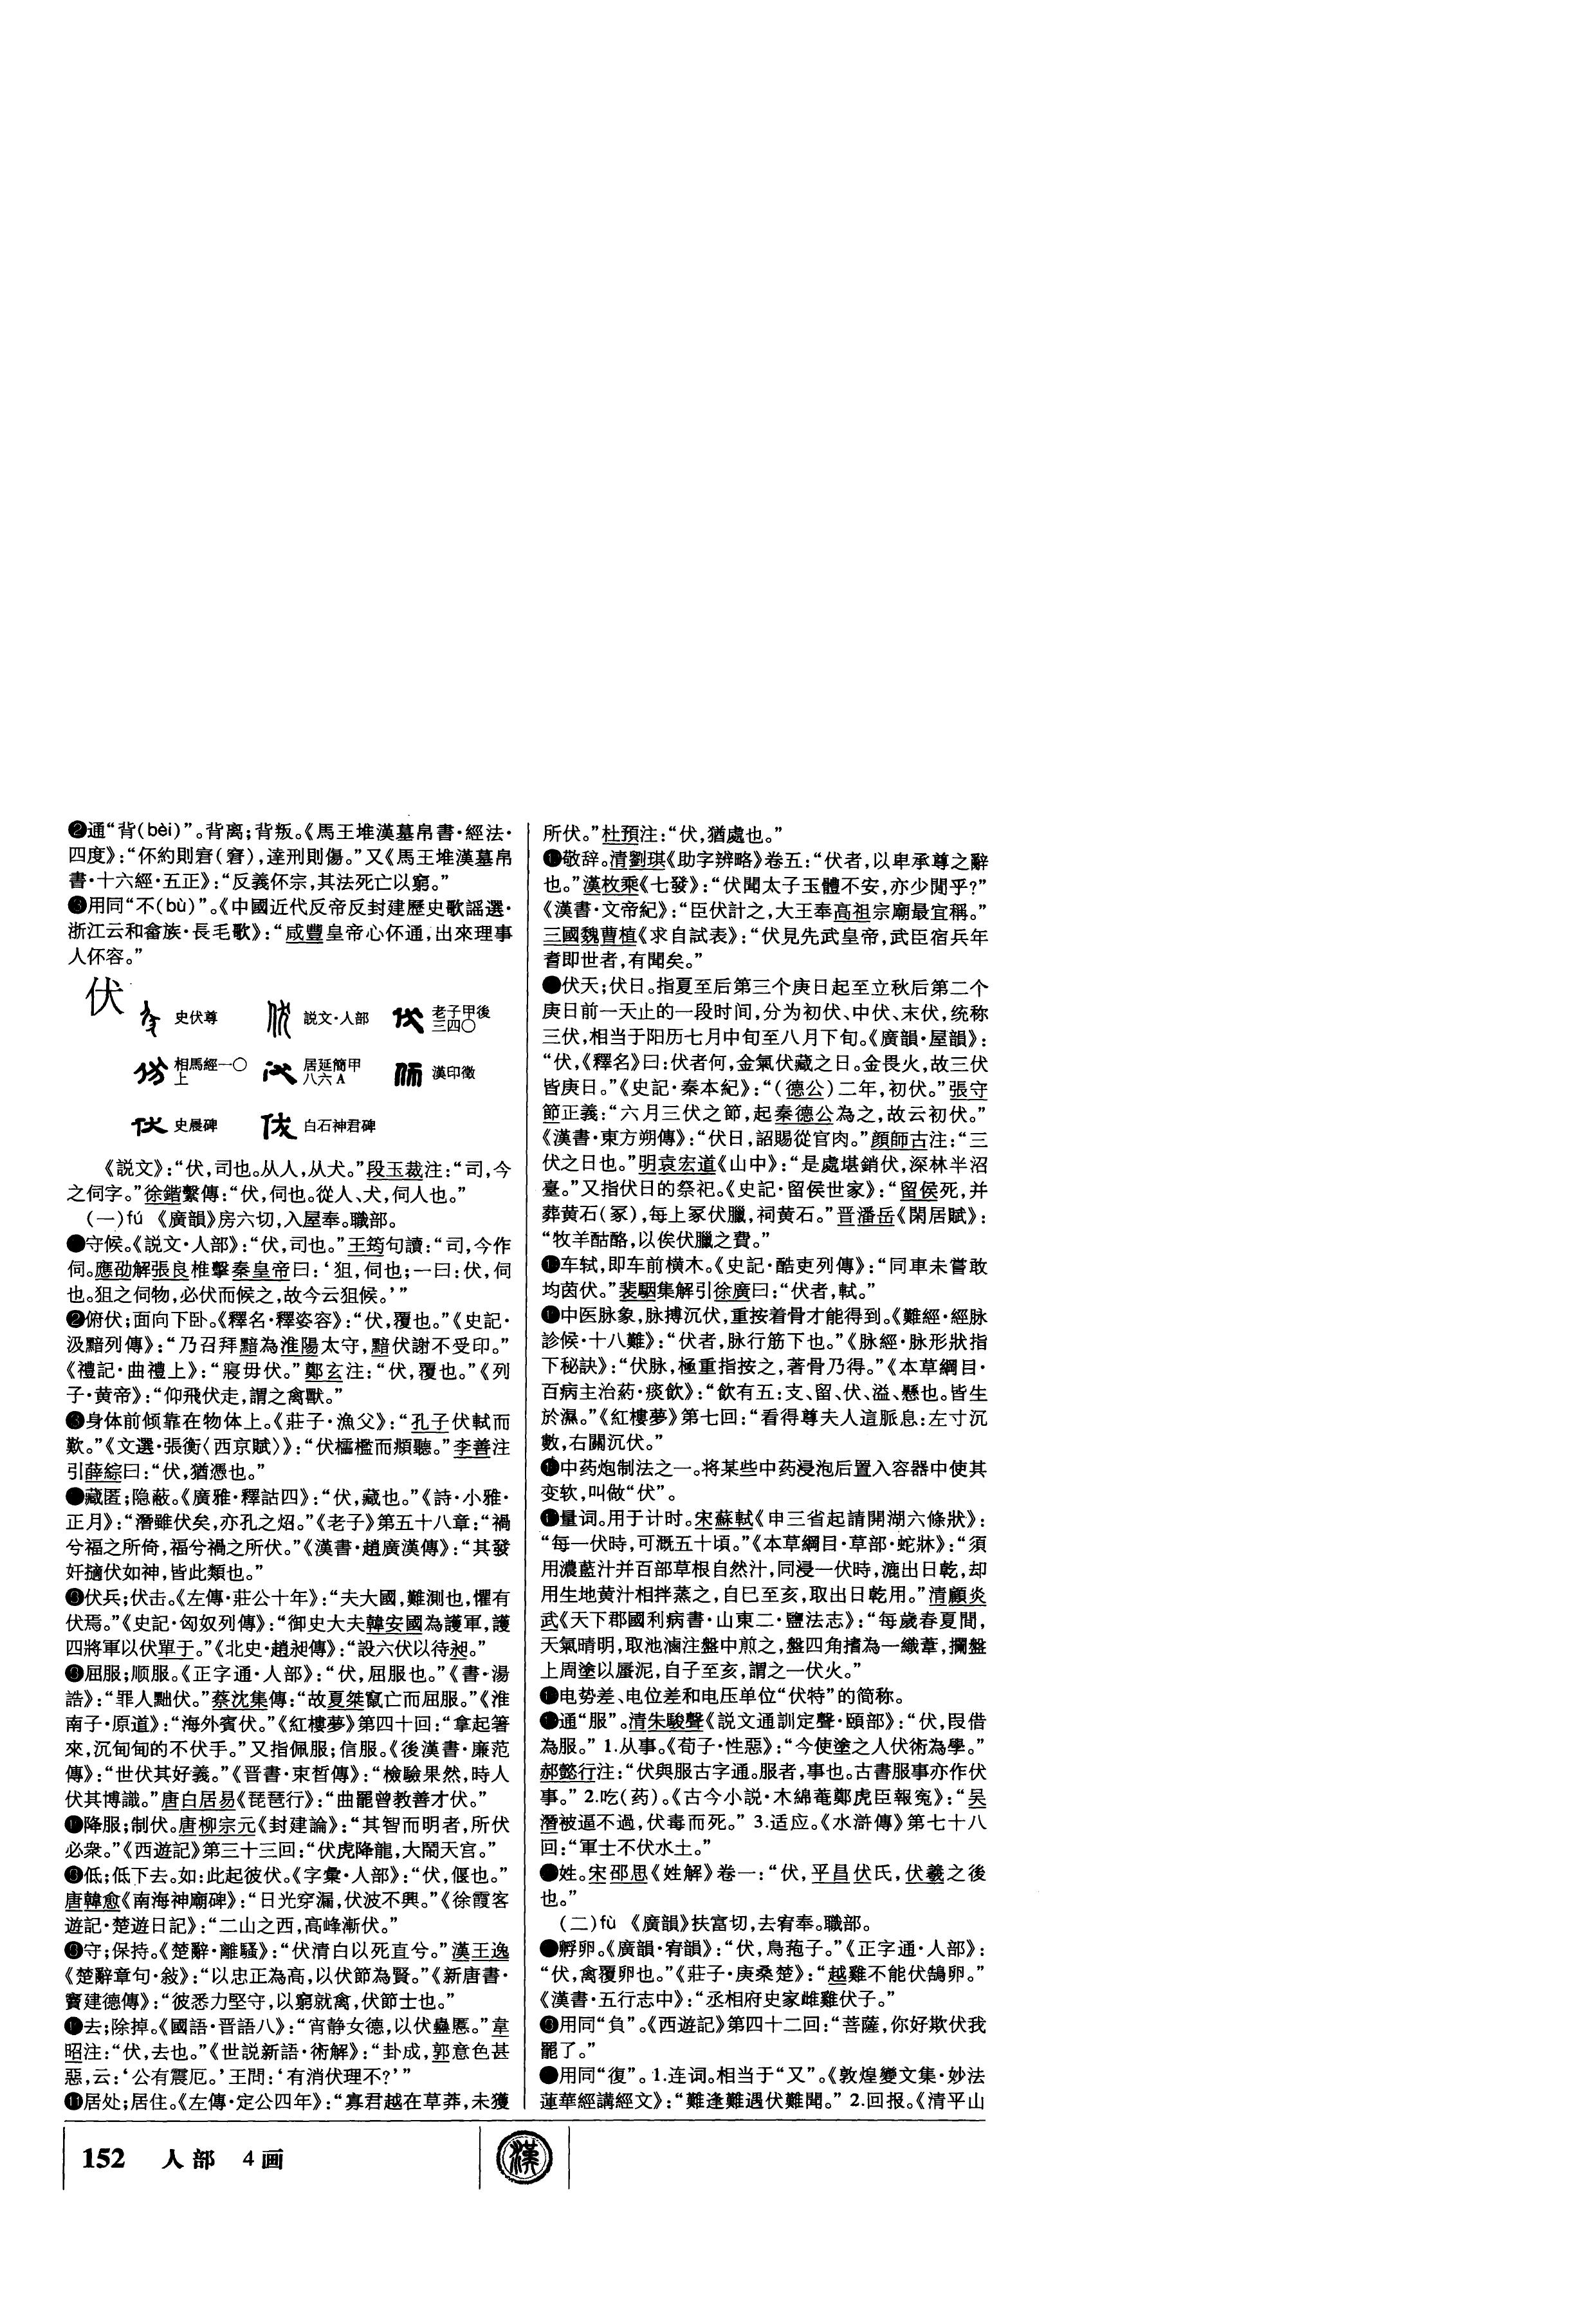 ❷通“背(bèi)”。背离;背叛。《馬王堆漢墓帛書·經法·
四度》:“伓約則窘(窘),達刑則傷。”又《馬王堆漢墓帛
書·十六經·五正》:“反義伓宗,其法死亡以窮。”
❸用同“不(bù)”。《中國近代反帝反封建歷史歌謡選·
浙江云和畲族·長毛歌》:“咸豐皇帝心伓通,出來理事
人伓容。”
伏
史伏尊 説文·人部 老子甲後三四〇
相馬經一〇上 居延簡甲八六A 漢印徵
史晨碑 白石神君碑
《説文》:“伏,司也。从人,从犬。”段玉裁注:“司,今
之伺字。”徐鍇繫傳:“伏,伺也。從人、犬,伺人也。”
(一)fú 《廣韻》房六切,入屋奉。職部。
●守候。《説文·人部》:“伏,司也。”王筠句讀:“司,今作
伺。應劭解張良椎擊秦皇帝曰:‘狙,伺也;一曰:伏,伺
也。狙之伺物,必伏而候之,故今云狙候。’”
❷俯伏;面向下卧。《釋名·釋姿容》:“伏,覆也。”《史記·
汲黯列傳》:“乃召拜黯為淮陽太守,黯伏謝不受印。”
《禮記·曲禮上》:“寢毋伏。”鄭玄注:“伏,覆也。”《列
子·黄帝》:“仰飛伏走,謂之禽獸。”
❸身体前倾靠在物体上。《莊子·漁父》:“孔子伏軾而
歎。”《文選·張衡〈西京賦〉》:“伏櫺檻而頫聽。”李善注
引薛綜曰:“伏,猶憑也。”
●藏匿;隐蔽。《廣雅·釋詁四》:“伏,藏也。”《詩·小雅·
正月》:“潛雖伏矣,亦孔之炤。”《老子》第五十八章:“禍
兮福之所倚,福兮禍之所伏。”《漢書·趙廣漢傳》:“其發
奸擿伏如神,皆此類也。”
●伏兵;伏击。《左傳·莊公十年》:“夫大國,難測也,懼有
伏焉。”《史記·匈奴列傳》:“御史大夫韓安國為護軍,護
四將軍以伏單于。”《北史·趙昶傳》:“設六伏以待昶。”
●屈服;顺服。《正字通·人部》:“伏,屈服也。”《書·湯
誥》:“罪人黜伏。”蔡沈集傳:“故夏桀竄亡而屈服。”《淮
南子·原道》:“海外賓伏。”《紅樓夢》第四十回:“拿起箸
來,沉甸甸的不伏手。”又指佩服;信服。《後漢書·廉范
傳》:“世伏其好義。”《晋書·束皙傳》:“檢驗果然,時人
伏其博識。”唐白居易《琵琶行》:“曲罷曾教善才伏。”
●降服;制伏。唐柳宗元《封建論》:“其智而明者,所伏
必衆。”《西遊記》第三十三回:“伏虎降龍,大鬧天宫。”
●低;低下去。如:此起彼伏。《字彙·人部》:“伏,偃也。”
唐韓愈《南海神廟碑》:“日光穿漏,伏波不興。”《徐霞客
遊記·楚遊日記》:“二山之西,高峰漸伏。”
●守;保持。《楚辭·離騷》:“伏清白以死直兮。”漢王逸
《楚辭章句·敍》:“以忠正為高,以伏節為賢。”《新唐書·
竇建德傳》:“彼悉力堅守,以窮就禽,伏節士也。”
●去;除掉。《國語·晋語八》:“宵静女德,以伏蠱慝。”韋
昭注:“伏,去也。”《世説新語·術解》:“卦成,郭意色甚
惡,云:‘公有震厄。’王問:‘有消伏理不?’”
⓫居处;居住。《左傳·定公四年》:“寡君越在草莽,未獲
所伏。”杜預注:“伏,猶處也。”
●敬辞。清劉淇《助字辨略》卷五:“伏者,以卑承尊之辭
也。”漢枚乘《七發》:“伏聞太子玉體不安,亦少閒乎?”
《漢書·文帝紀》:“臣伏計之,大王奉高祖宗廟最宜稱。”
三國魏曹植《求自試表》:“伏見先武皇帝,武臣宿兵年
耆即世者,有聞矣。”
●伏天;伏日。指夏至后第三个庚日起至立秋后第二个
庚日前一天止的一段时间,分为初伏、中伏、末伏,统称
三伏,相当于阳历七月中旬至八月下旬。《廣韻·屋韻》:
“伏,《釋名》曰:伏者何,金氣伏藏之日。金畏火,故三伏
皆庚日。”《史記·秦本紀》:“(德公)二年,初伏。”張守
節正義:“六月三伏之節,起秦德公為之,故云初伏。”
《漢書·東方朔傳》:“伏日,詔賜從官肉。”顔師古注:“三
伏之日也。”明袁宏道《山中》:“是處堪銷伏,深林半沼
臺。”又指伏日的祭祀。《史記·留侯世家》:“留侯死,并
葬黄石(冢),每上冢伏臘,祠黄石。”晋潘岳《閑居賦》:
“牧羊酤酪,以俟伏臘之費。”
●车轼,即车前横木。《史記·酷吏列傳》:“同車未嘗敢
均茵伏。”裴駰集解引徐廣曰:“伏者,軾。”
●中医脉象,脉搏沉伏,重按着骨才能得到。《難經·經脉
診候·十八難》:“伏者,脉行筋下也。”《脉經·脉形狀指
下秘訣》:“伏脉,極重指按之,著骨乃得。”《本草綱目·
百病主治葯·痰飲》:“飲有五:支、留、伏、溢、懸也。皆生
於濕。”《紅樓夢》第七回:“看得尊夫人這脈息:左寸沉
數,右關沉伏。”
●中药炮制法之一。将某些中药浸泡后置入容器中使其
变软,叫做“伏”。
●量词。用于计时。宋蘇軾《申三省起請開湖六條狀》:
“每一伏時,可溉五十頃。”《本草綱目·草部·蛇牀》:“須
用濃藍汁并百部草根自然汁,同浸一伏時,漉出日乾,却
用生地黄汁相拌蒸之,自巳至亥,取出日乾用。”清顧炎
武《天下郡國利病書·山東二·鹽法志》:“每歲春夏間,
天氣晴明,取池滷注盤中煎之,盤四角搘為一織葦,攔盤
上周塗以蜃泥,自子至亥,謂之一伏火。”
●电势差、电位差和电压单位“伏特”的简称。
●通“服”。清朱駿聲《説文通訓定聲·頤部》:“伏,叚借
為服。”1.从事。《荀子·性惡》:“今使塗之人伏術為學。”
郝懿行注:“伏與服古字通。服者,事也。古書服事亦作伏
事。”2.吃(药)。《古今小説·木綿菴鄭虎臣報寃》:“吴
潛被逼不過,伏毒而死。”3.适应。《水滸傳》第七十八
回:“軍士不伏水土。”
●姓。宋邵思《姓解》卷一:“伏,平昌伏氏,伏羲之後
也。”
(二)fù 《廣韻》扶富切,去宥奉。職部。
●孵卵。《廣韻·宥韻》:“伏,鳥菢子。”《正字通·人部》:
“伏,禽覆卵也。”《莊子·庚桑楚》:“越雞不能伏鵠卵。”
《漢書·五行志中》:“丞相府史家雌雞伏子。”
●用同“負”。《西遊記》第四十二回:“菩薩,你好欺伏我
罷了。”
●用同“復”。1.连词。相当于“又”。《敦煌變文集·妙法
蓮華經講經文》:“難逢難遇伏難聞。”2.回报。《清平山
152 人部 4画
漢